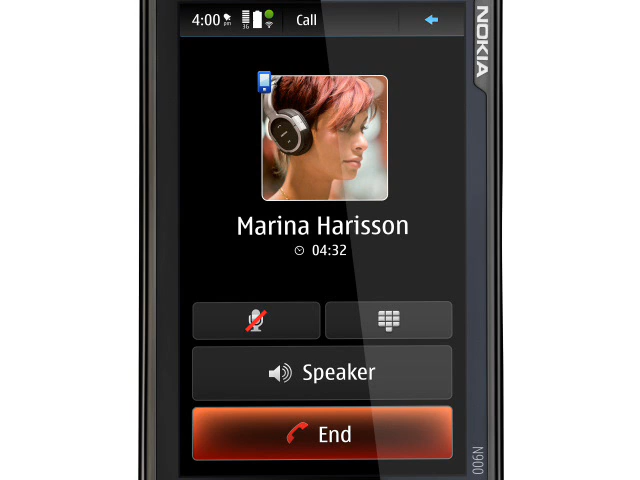 4:00 pm
3G
Call
NOKIA
Marina Harisson
04:32
Speaker
End
N900